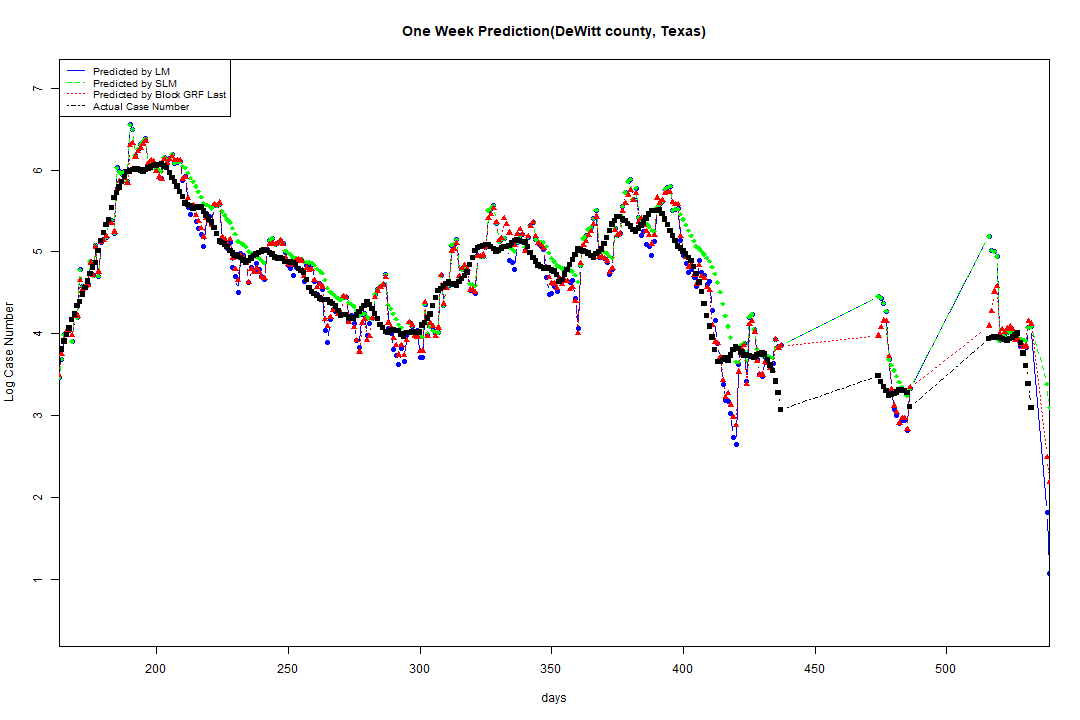 One Week Prediction(DeWitt county, Texas)
Predicted by LM
Predicted by SLM
Predicted by Block GRF Last
Actual Case Number
7
6
5
4
3
2
1
Log Case Number
200 250 300 350 400 450 500
days